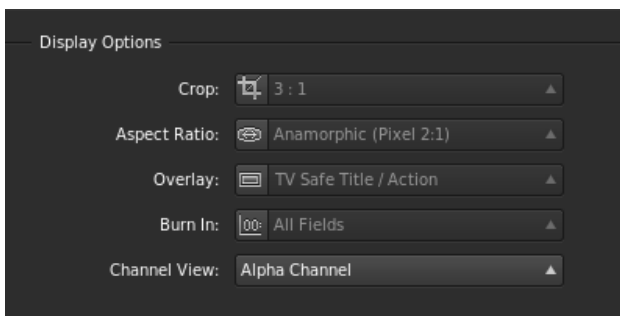 Display Options
Crop: 3 : 1
Aspect Ratio: Anamorphic (Pixel 2:1)
Overlay: TV Safe Title / Action
Burn In: 00: All Fields
Channel View: Alpha Channel